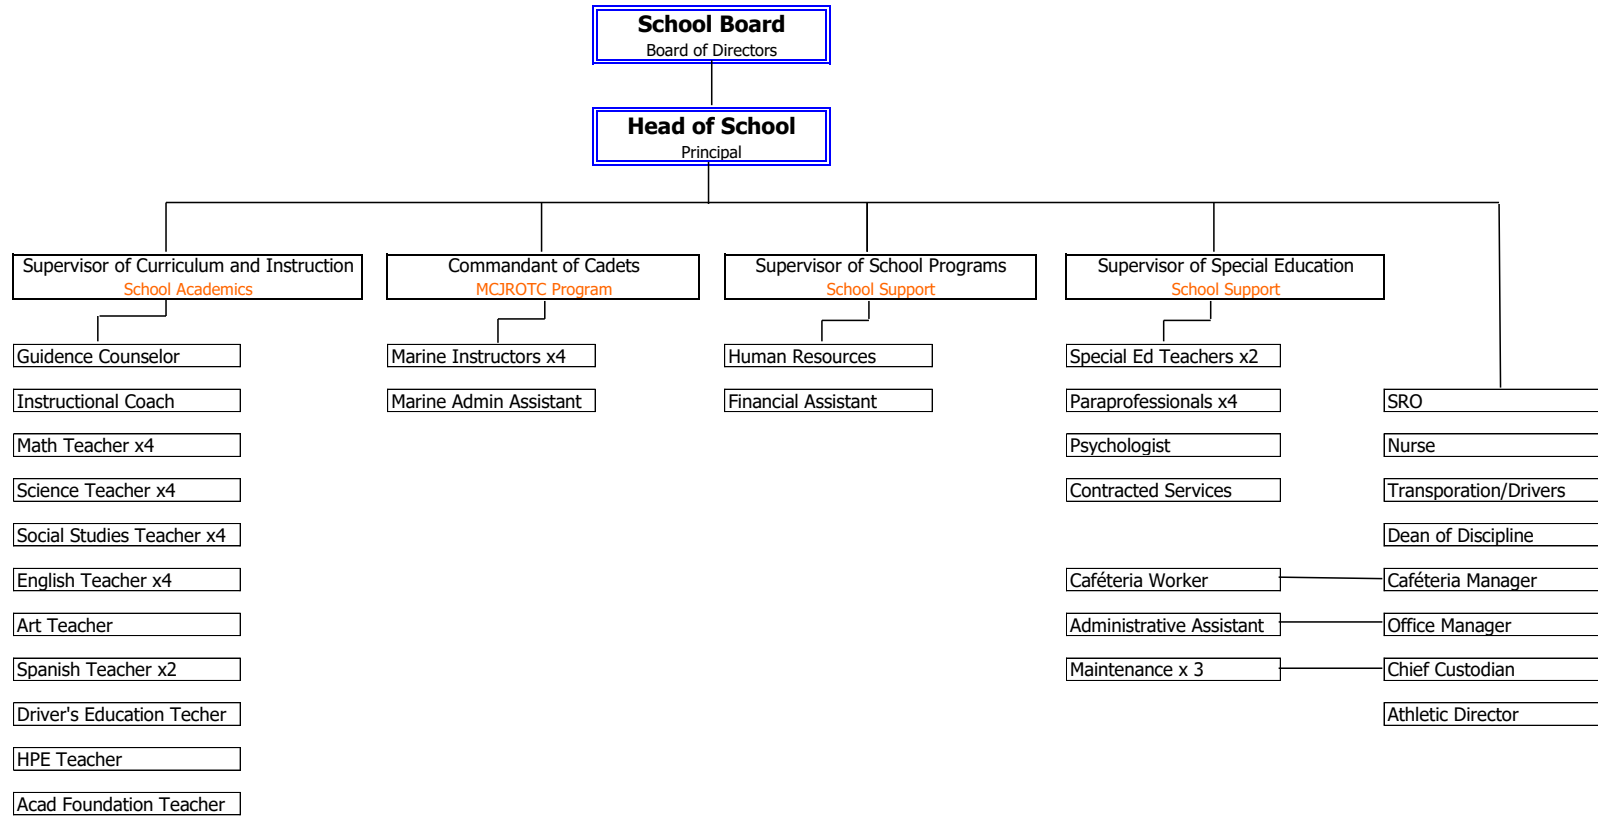 School Board
Board of Directors
Head of School
Principal
Supervisor of Curriculum and Instruction
School Academics
Commandant of Cadets
MCJROTC Program
Supervisor of School Programs
School Support
Supervisor of Special Education
School Support
Guidence Counselor
Instructional Coach
Math Teacher x4
Science Teacher x4
Social Studies Teacher x4
English Teacher x4
Art Teacher
Spanish Teacher x2
Driver's Education Techer
HPE Teacher
Acad Foundation Teacher
Marine Instructors x4
Marine Admin Assistant
Human Resources
Financial Assistant
Special Ed Teachers x2
Paraprofessionals x4
Psychologist
Contracted Services
Caféteria Worker
Administrative Assistant
Maintenance x 3
SRO
Nurse
Transporation/Drivers
Dean of Discipline
Caféteria Manager
Office Manager
Chief Custodian
Athletic Director